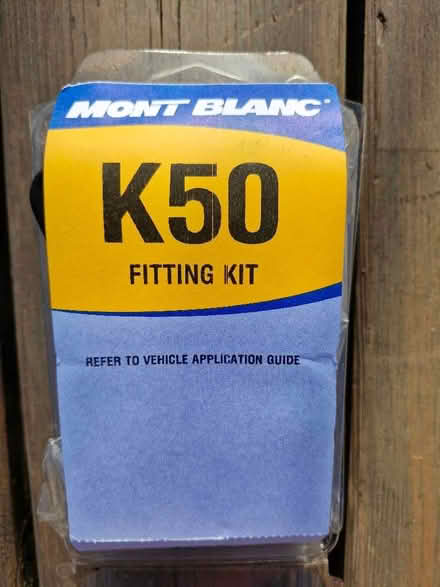 MONT BLANC®
K50
FITTING KIT
REFER TO VEHICLE APPLICATION GUIDE